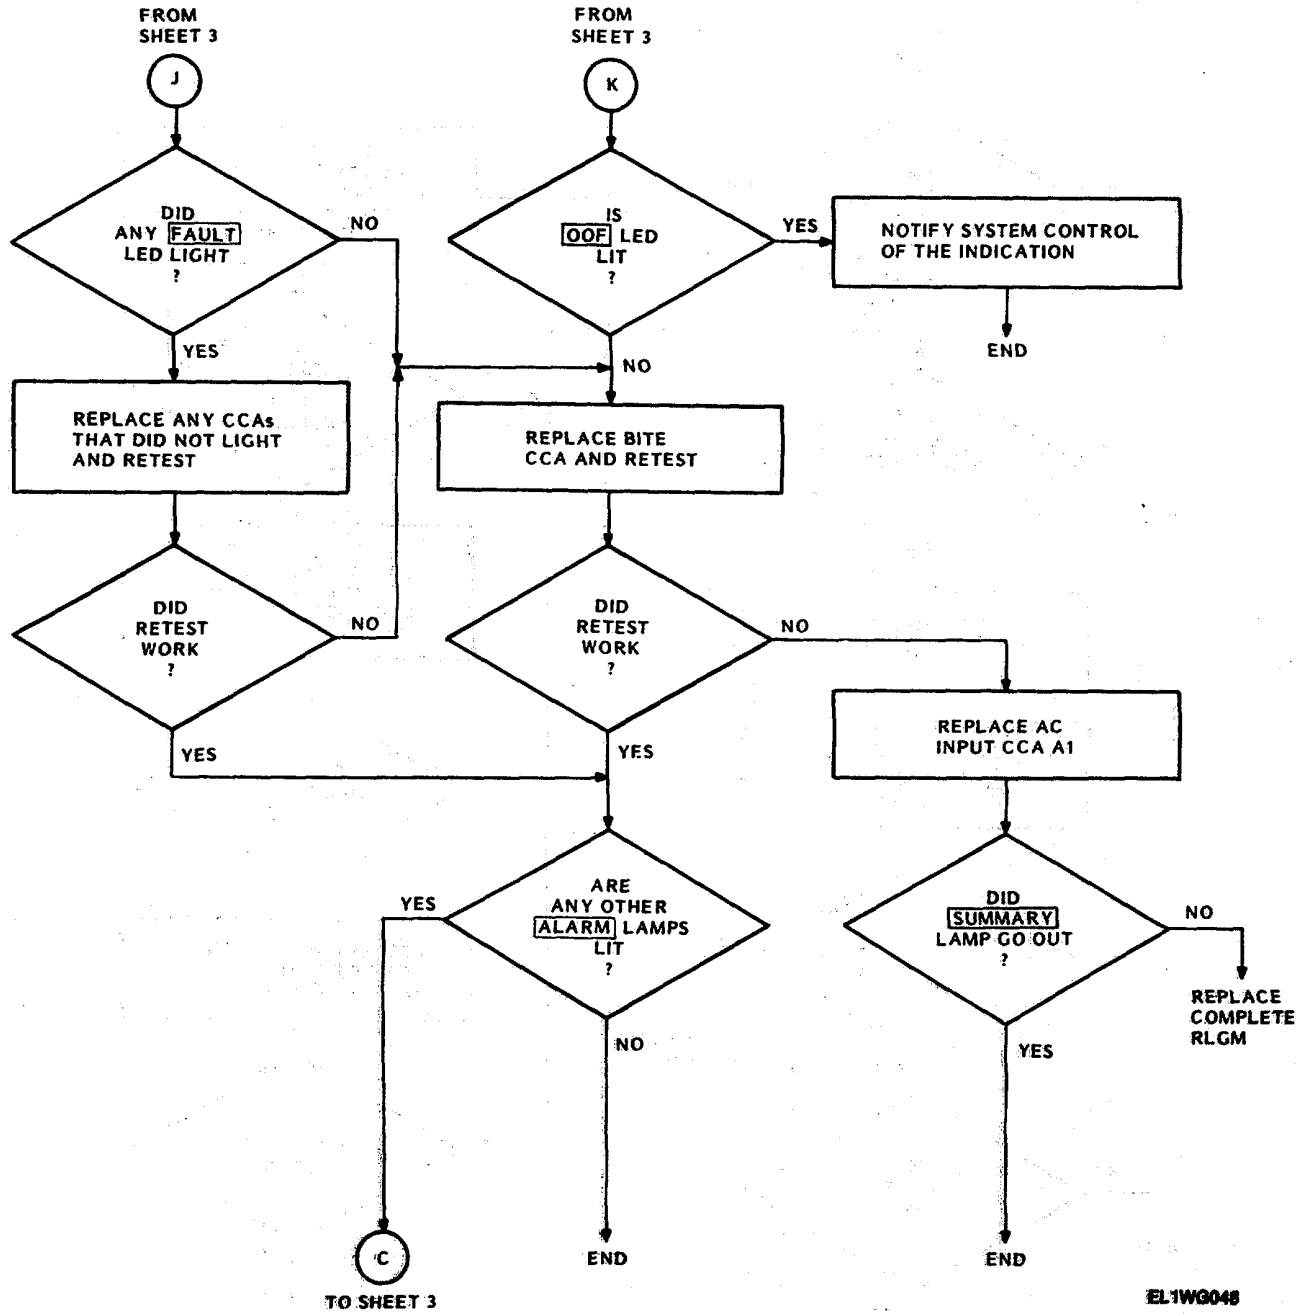 FROM
SHEET 3
J
DID
ANY FAULT
LED LIGHT
?
NO
YES
REPLACE ANY CCAs
THAT DID NOT LIGHT
AND RETEST
DID
RETEST
WORK
?
NO
YES
FROM
SHEET 3
K
IS
OOF LED
LIT
?
YES
NOTIFY SYSTEM CONTROL
OF THE INDICATION
END
NO
REPLACE BITE
CCA AND RETEST
DID
RETEST
WORK
?
NO
YES
REPLACE AC
INPUT CCA A1
ARE
ANY OTHER
ALARM LAMPS
LIT
?
YES
NO
C
TO SHEET 3
END
DID
SUMMARY
LAMP GO OUT
?
NO
REPLACE
COMPLETE
RLGM
YES
END
EL1WG048